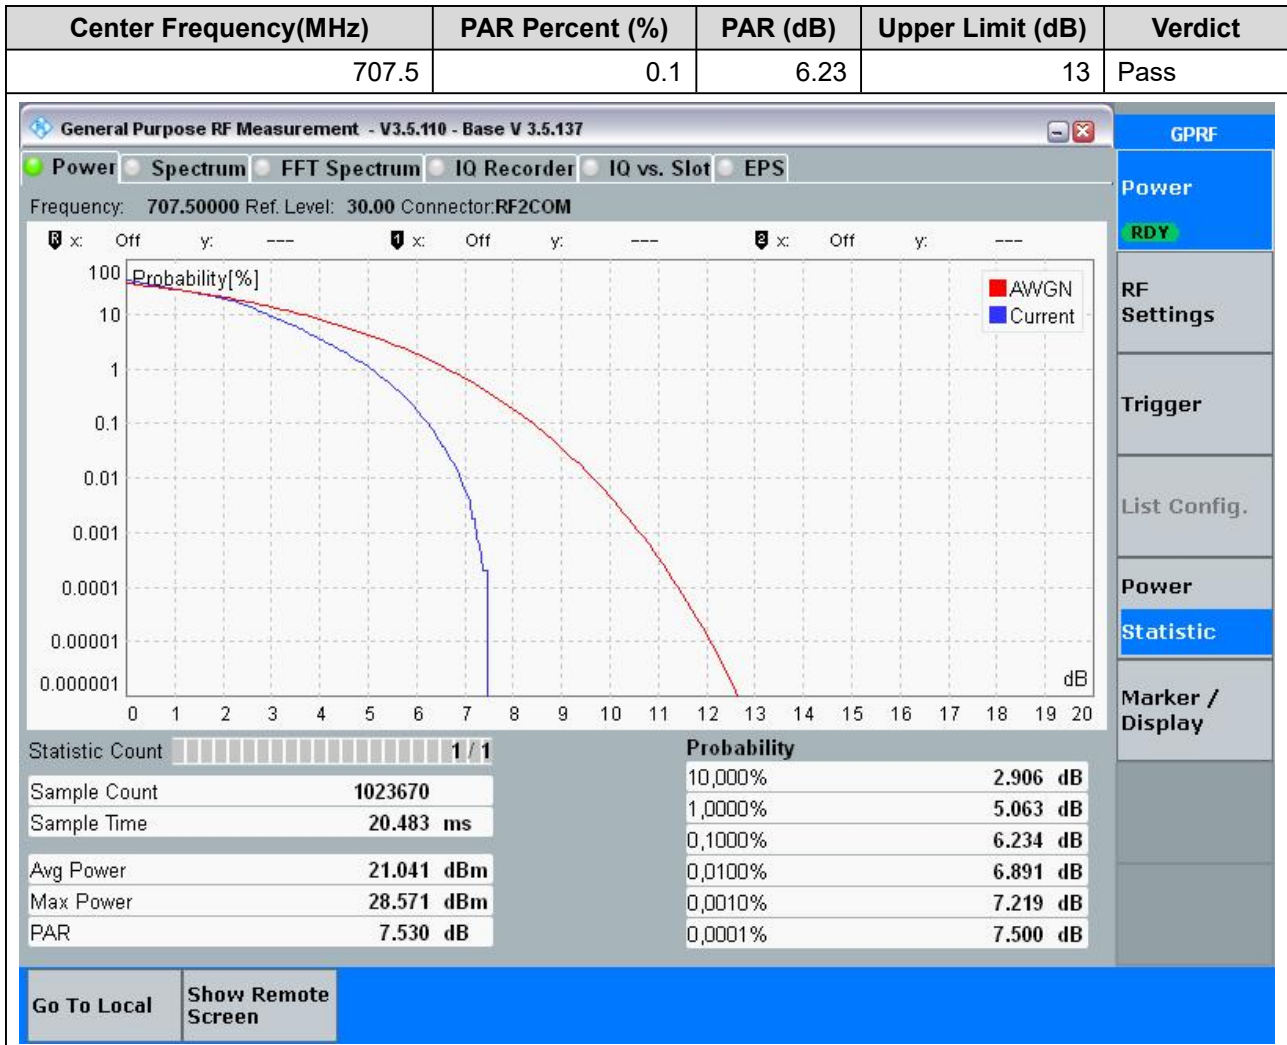 Center Frequency(MHz) PAR Percent (%) PAR (dB) Upper Limit (dB) Verdict
707.5 0.1 6.23 13 Pass
General Purpose RF Measurement - V3.5.110 - Base V 3.5.137
GPRF
Power Spectrum FFT Spectrum IQ Recorder IQ vs. Slot EPS
Power
RDY
Frequency: 707.50000 Ref. Level: 30.00 Connector:RF2COM
R x: Off y: --- 1 x: Off y: --- 2 x: Off y: ---
Probability[%]
AWGN
Current
100
10
1
0.1
0.01
0.001
0.0001
0.00001
0.000001
dB
0 1 2 3 4 5 6 7 8 9 10 11 12 13 14 15 16 17 18 19 20
RF
Settings
Trigger
List Config.
Power
Statistic
Marker /
Display
Statistic Count 1 / 1
Sample Count 1023670
Sample Time 20.483 ms
Avg Power 21.041 dBm
Max Power 28.571 dBm
PAR 7.530 dB
Probability
10,000% 2.906 dB
1,0000% 5.063 dB
0,1000% 6.234 dB
0,0100% 6.891 dB
0,0010% 7.219 dB
0,0001% 7.500 dB
Go To Local
Show Remote
Screen